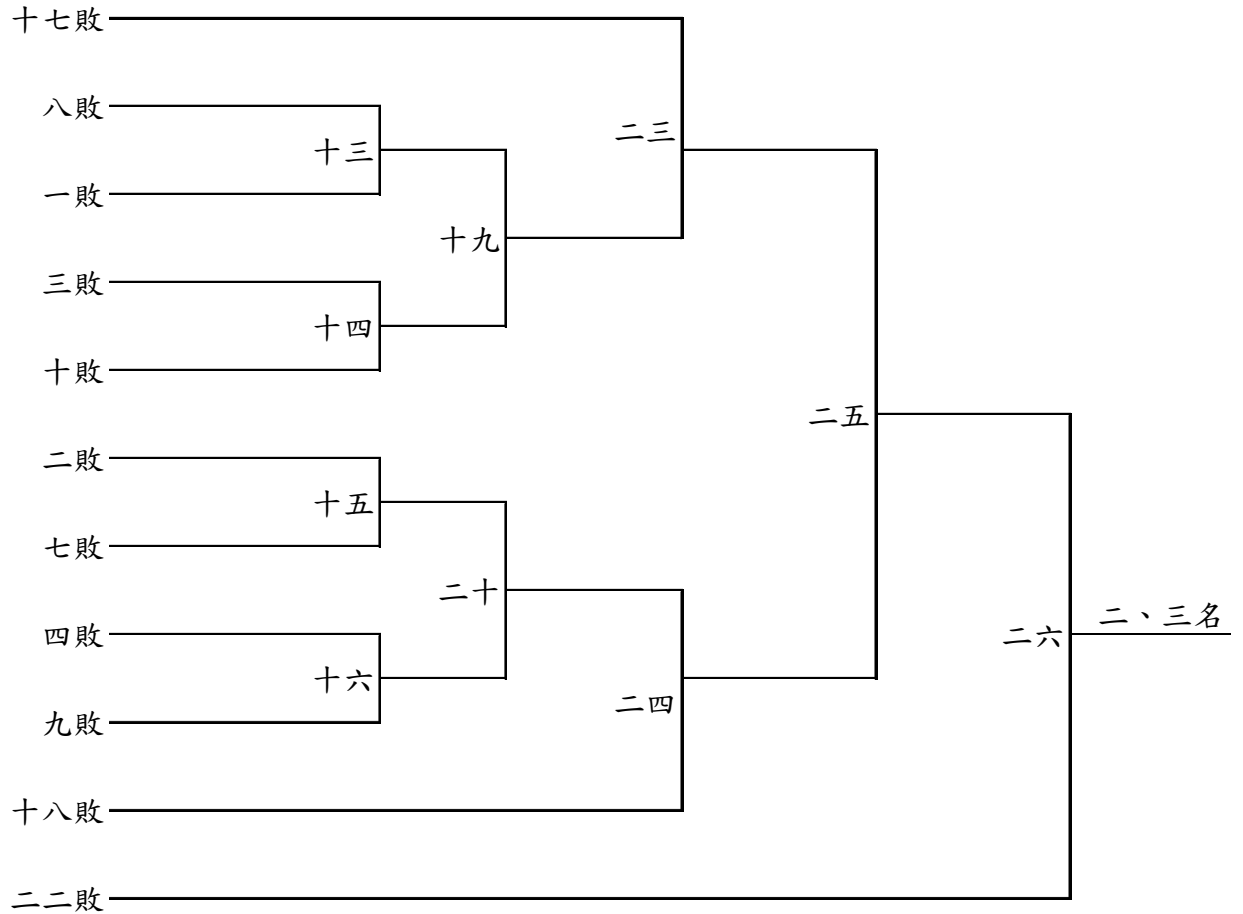 十七敗
八敗
二三
十三
一敗
十九
三敗
十四
十敗
二五
二敗
十五
七敗
二十
二、三名
四敗
二六
十六
二四
九敗
十八敗
二二敗